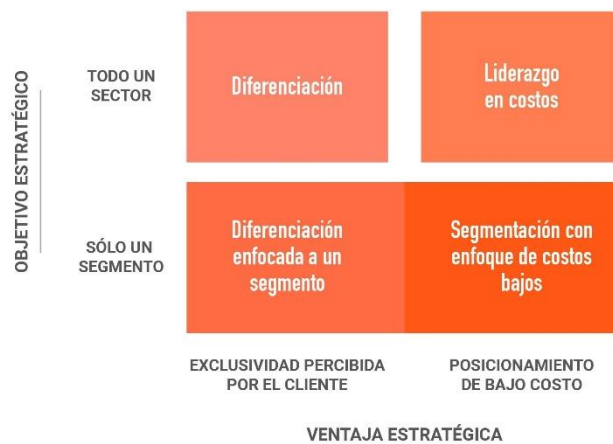 OBJETIVO ESTRATÉGICO
TODO UN
SECTOR
Diferenciación
Liderazgo
en costos
SÓLO UN
SEGMENTO
Diferenciación
enfocada a un
segmento
Segmentación con
enfoque de costos
bajos
EXCLUSIVIDAD PERCIBIDA
POR EL CLIENTE
POSICIONAMIENTO
DE BAJO COSTO
VENTAJA ESTRATÉGICA